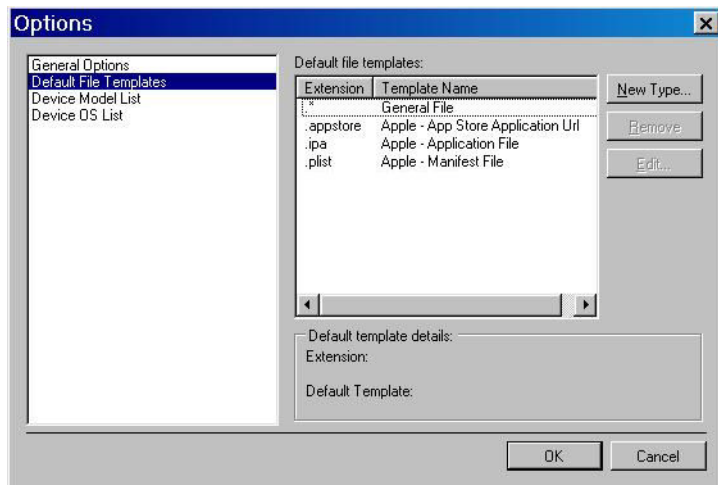 Options
General Options
Default File Templates
Device Model List
Device OS List
Default file templates:
Extension Template Name
.* General File
.appstore Apple - App Store Application Url
.ipa Apple - Application File
.plist Apple - Manifest File
New Type...
Remove
Edit...
Default template details:
Extension:
Default Template:
OK Cancel